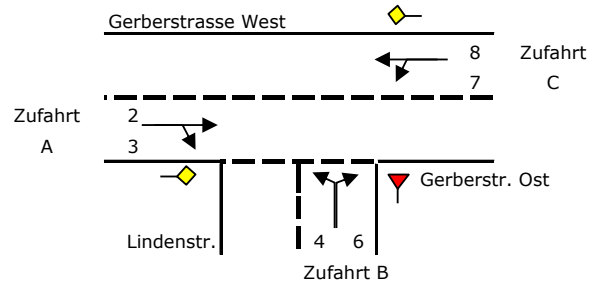 Gerberstrasse West
8 Zufahrt
7 C
Zufahrt 2
A 3
Gerberstr. Ost
Lindenstr. 4 6
Zufahrt B